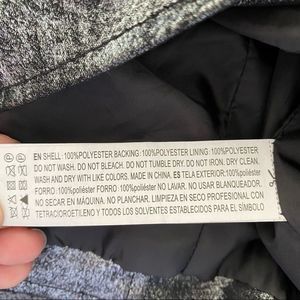 EN SHELL: 100%POLYESTER BACKING: 100%POLYESTER LINING: 100%POLYESTER
DO NOT WASH. DO NOT BLEACH. DO NOT TUMBLE DRY. DO NOT IRON. DRY CLEAN.
WASH AND DRY WITH LIKE COLORS. MADE IN CHINA. ES TELA EXTERIOR: 100%poliéster
FORRO :100%poliéster FORRO :100%poliéster NO LAVAR. NO USAR BLANQUEADOR.
NO SECAR EN MÁQUINA. NO PLANCHAR. LIMPIEZA EN SECO PROFESIONAL CON
TETRACLOROETILENO Y TODOS LOS SOLVENTES ESTABLECIDOS PARA EL SÍMBOLO